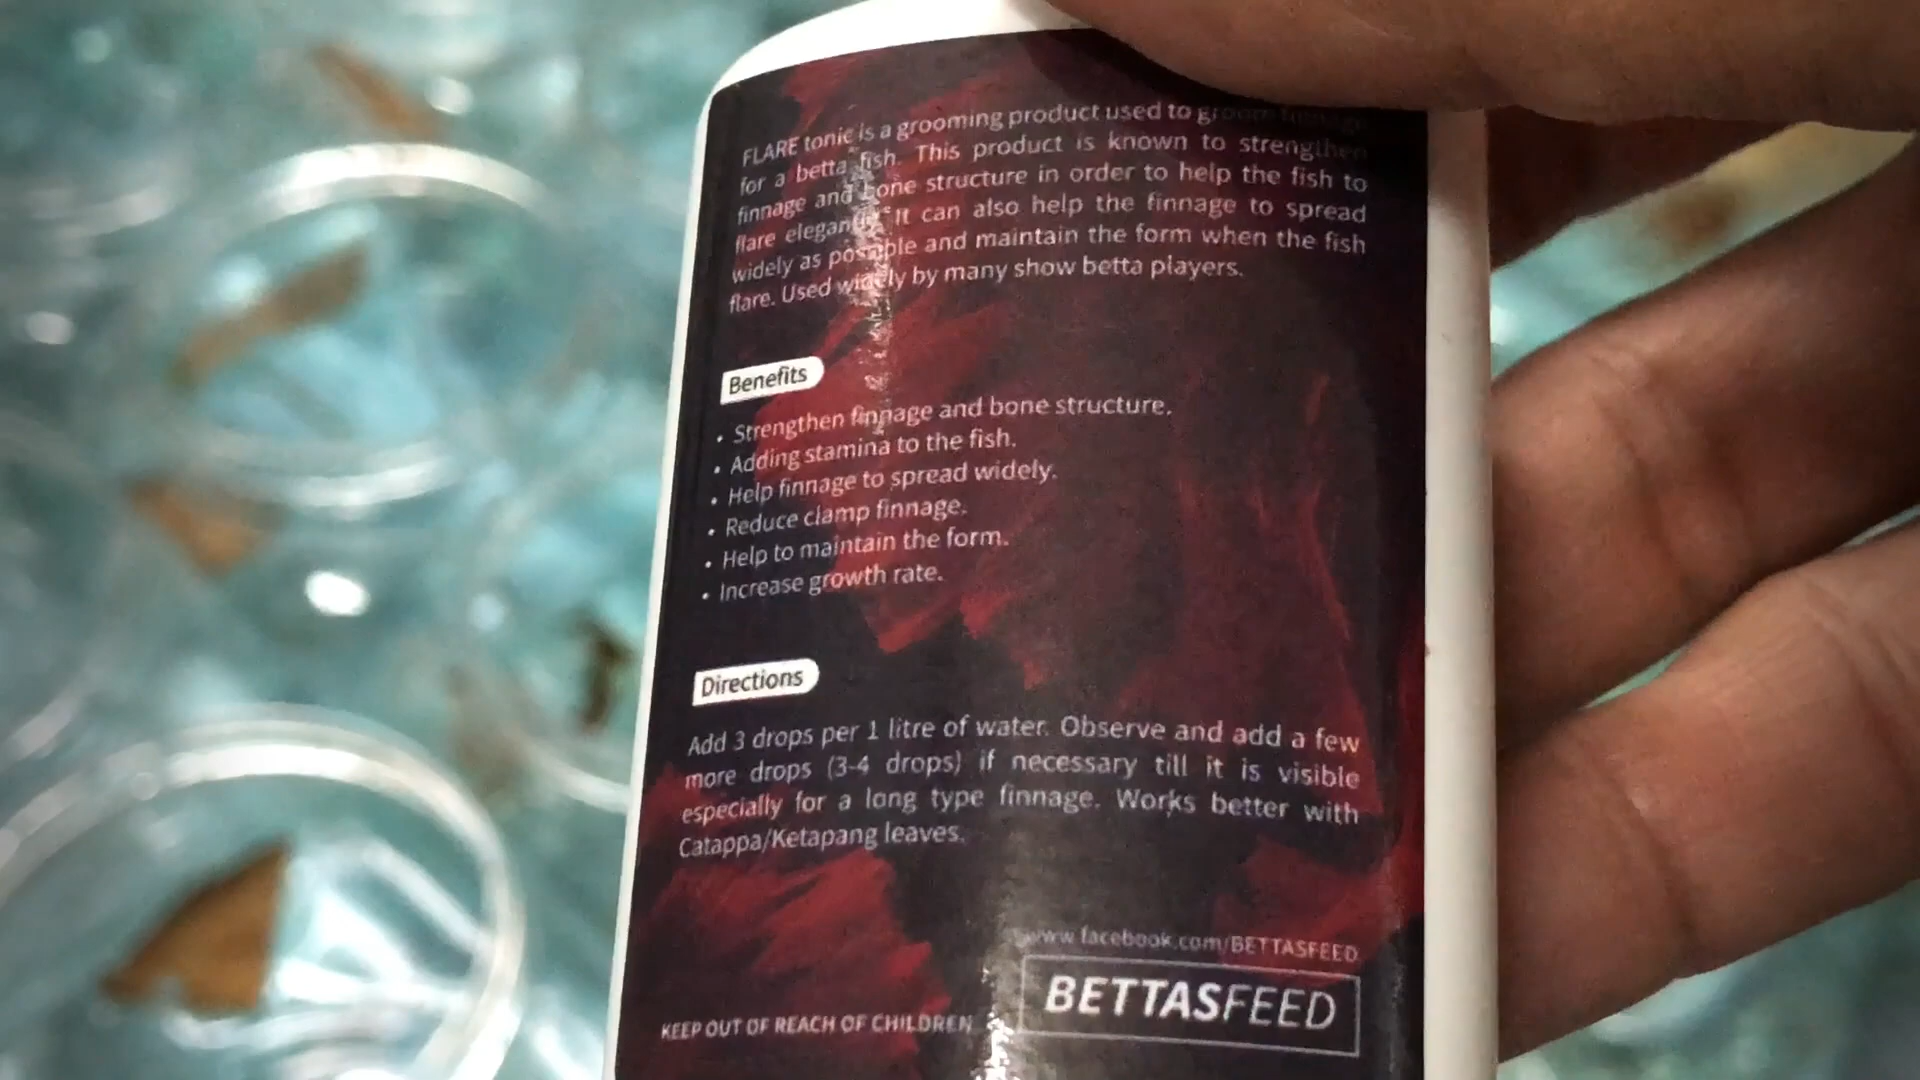 FLARE tonic is a grooming product used to groom finnage
for a betta fish. This product is known to strengthen
finnage and bone structure in order to help the fish to
flare elegantly. It can also help the finnage to spread
widely as possible and maintain the form when the fish
flare. Used widely by many show betta players.
Benefits
• Strengthen finnage and bone structure.
• Adding stamina to the fish.
• Help finnage to spread widely.
• Reduce clamp finnage.
• Help to maintain the form.
• Increase growth rate.
Directions
Add 3 drops per 1 litre of water. Observe and add a few
more drops (3-4 drops) if necessary till it is visible
especially for a long type finnage. Works better with
Catappa/Ketapang leaves.
www.facebook.com/BETTASFEED
BETTASFEED
KEEP OUT OF REACH OF CHILDREN